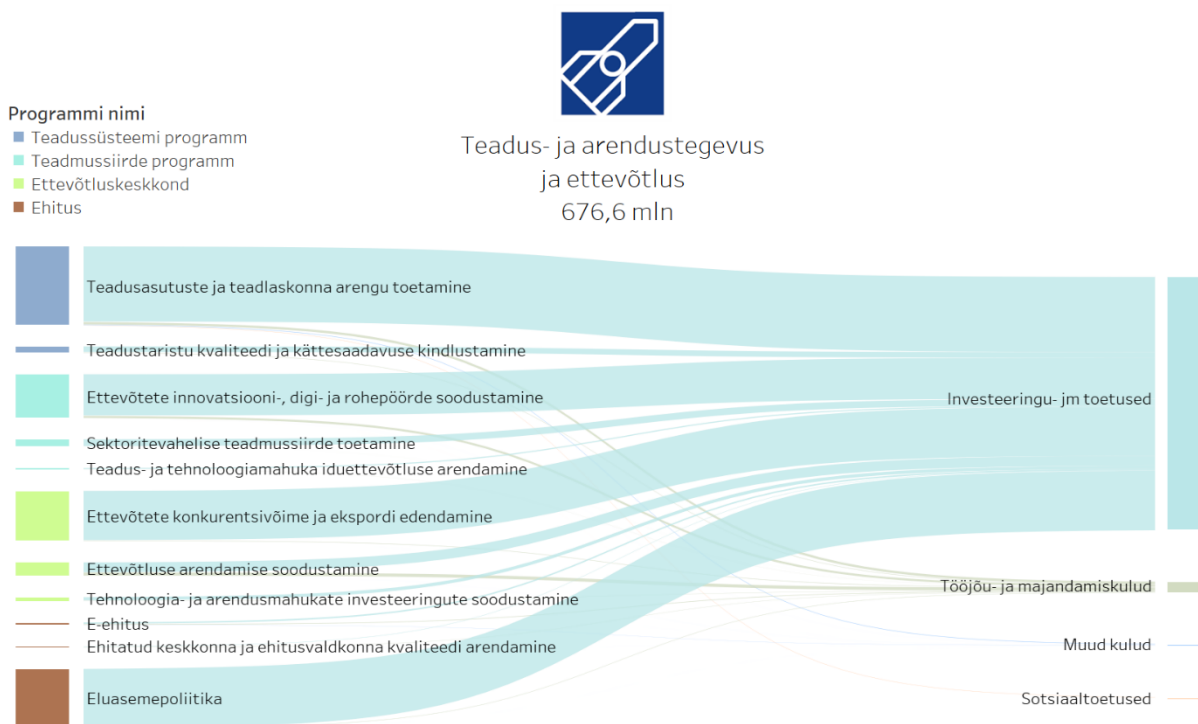 Teadus- ja arendustegevus
ja ettevõtlus
676,6 mln
Programmi nimi
Teadussüsteemi programm
Teadmussiirde programm
Ettevõtluskeskkond
Ehitus
Teadusasutuste ja teadlaskonna arengu toetamine
Teadustaristu kvaliteedi ja kättesaadavuse kindlustamine
Ettevõtete innovatsiooni-, digi- ja rohepöörde soodustamine
Sektoritevahelise teadmussiirde toetamine
Teadus- ja tehnoloogiamahuka iduettevõtluse arendamine
Ettevõtete konkurentsivõime ja ekspordi edendamine
Ettevõtluse arendamise soodustamine
Tehnoloogia- ja arendusmahukate investeeringute soodustamine
E-ehitus
Ehitatud keskkonna ja ehitusvaldkonna kvaliteedi arendamine
Eluasemepoliitika
Investeeringu- jm toetused
Tööjõu- ja majandamiskulud
Muud kulud
Sotsiaaltoetused